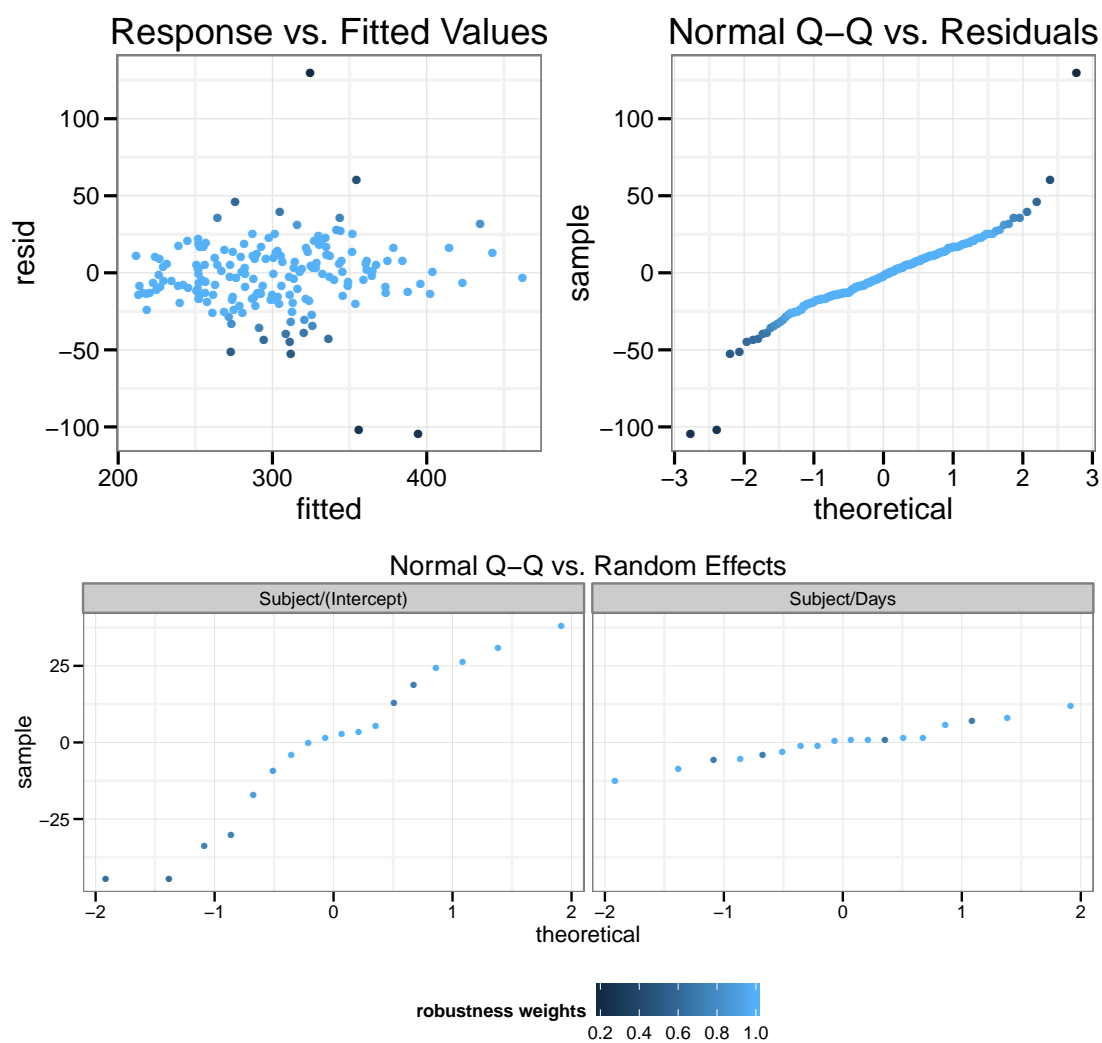 Response vs. Fitted Values
resid
100
50
0
−50
−100
200 300 400
fitted
Normal Q−Q vs. Residuals
sample
100
50
0
−50
−100
−3 −2 −1 0 1 2 3
theoretical
Normal Q−Q vs. Random Effects
Subject/(Intercept) Subject/Days
sample
25
0
−25
−2 −1 0 1 2 −2 −1 0 1 2
theoretical
robustness weights
0.2 0.4 0.6 0.8 1.0